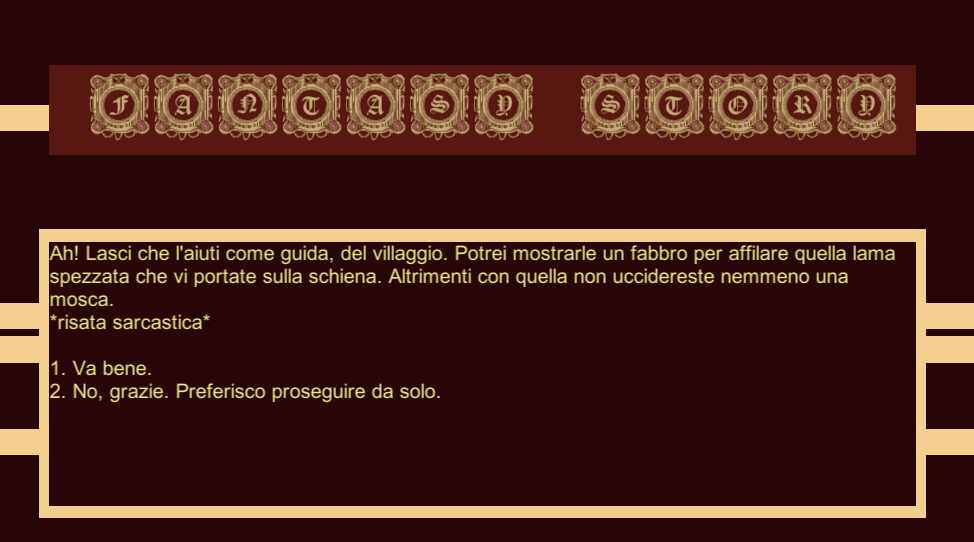 FANTASY STORY
Ah! Lasci che l'aiuti come guida, del villaggio. Potrei mostrarle un fabbro per affilare quella lama
spezzata che vi portate sulla schiena. Altrimenti con quella non uccidereste nemmeno una
mosca.
*risata sarcastica*
1. Va bene.
2. No, grazie. Preferisco proseguire da solo.